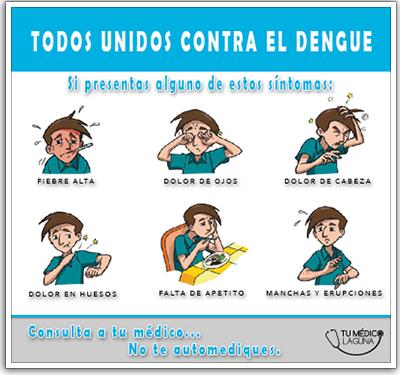 TODOS UNIDOS CONTRA EL DENGUE
Si presentas alguno de estos síntomas:
FIEBRE ALTA
DOLOR DE OJOS
DOLOR DE CABEZA
DOLOR EN HUESOS
FALTA DE APETITO
MANCHAS Y ERUPCIONES
Consulta a tu médico...
No te automediques.
TU MÉDICO
LAGUNA